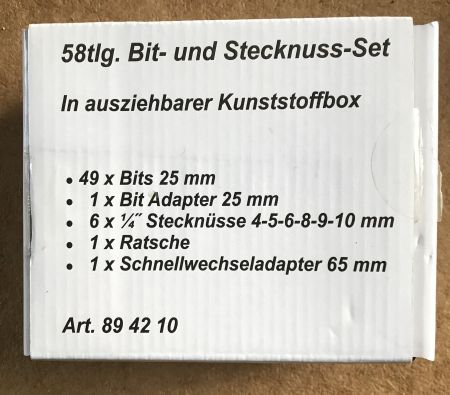 58tlg. Bit- und Stecknuss-Set
In ausziehbarer Kunststoffbox
• 49 x Bits 25 mm
• 1 x Bit Adapter 25 mm
• 6 x ¼˝ Stecknüsse 4-5-6-8-9-10 mm
• 1 x Ratsche
• 1 x Schnellwechseladapter 65 mm
Art. 89 42 10